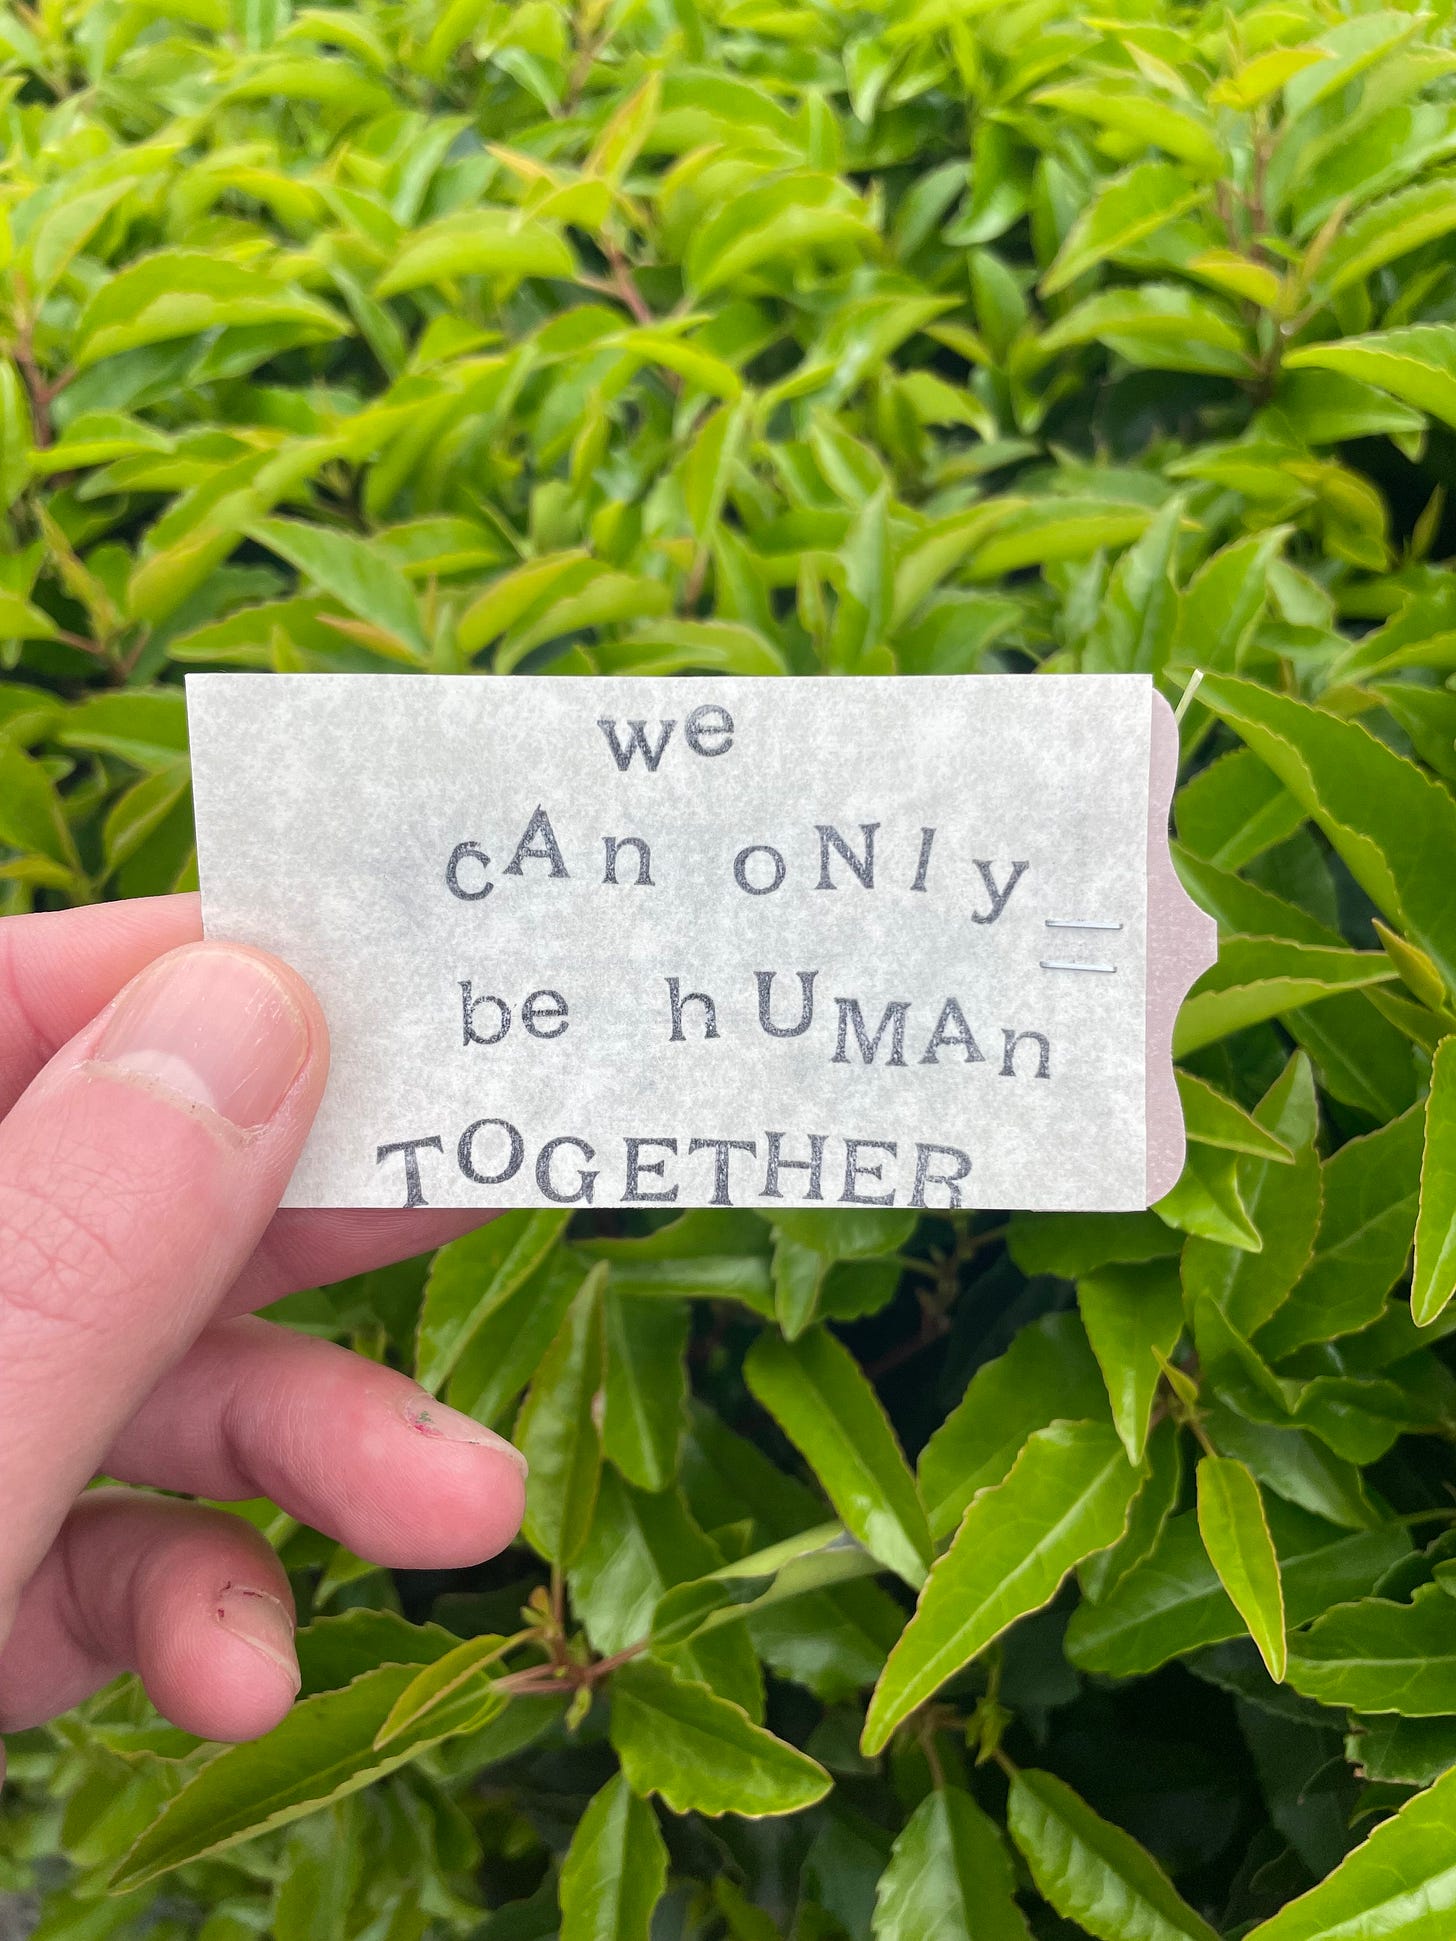 we
cAn oNly
be hUMAn
TOGETHER